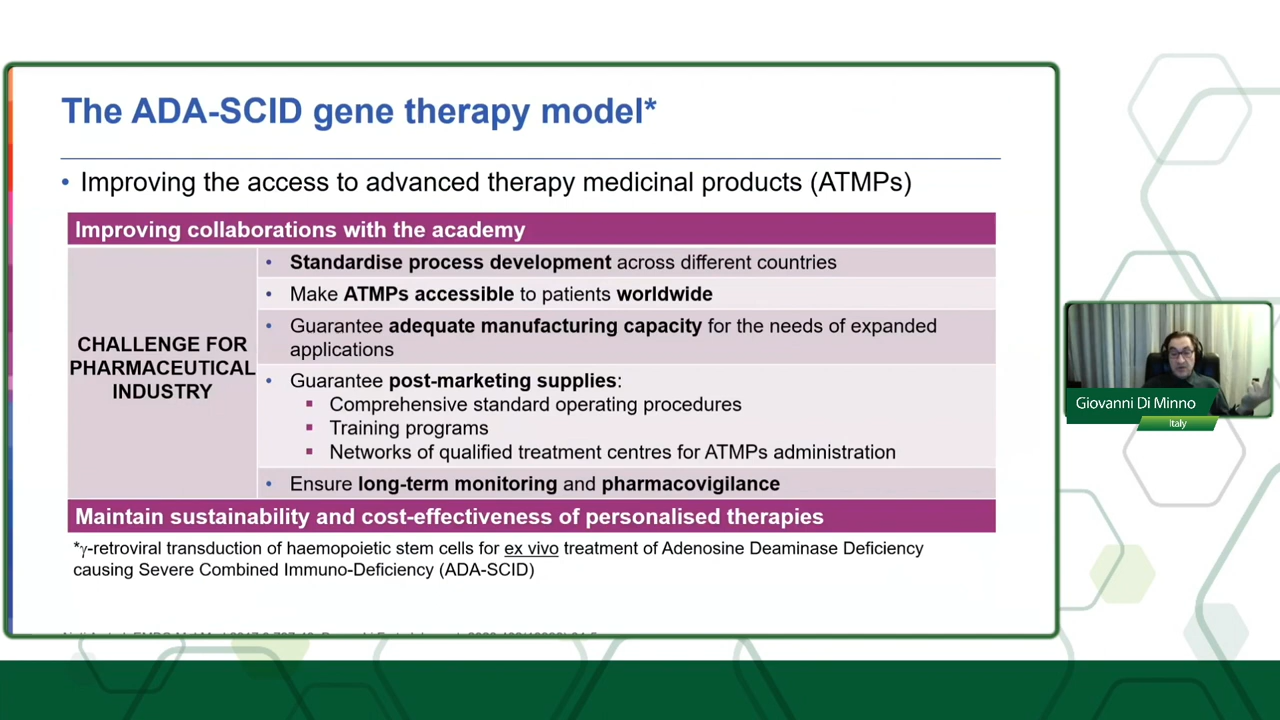 The ADA-SCID gene therapy model*
• Improving the access to advanced therapy medicinal products (ATMPs)
Improving collaborations with the academy
CHALLENGE FOR
PHARMACEUTICAL
INDUSTRY
• Standardise process development across different countries
• Make ATMPs accessible to patients worldwide
• Guarantee adequate manufacturing capacity for the needs of expanded
applications
• Guarantee post-marketing supplies:
▪ Comprehensive standard operating procedures
▪ Training programs
▪ Networks of qualified treatment centres for ATMPs administration
• Ensure long-term monitoring and pharmacovigilance
Maintain sustainability and cost-effectiveness of personalised therapies
*γ-retroviral transduction of haemopoietic stem cells for ex vivo treatment of Adenosine Deaminase Deficiency
causing Severe Combined Immuno-Deficiency (ADA-SCID)
Giovanni Di Minno
Italy